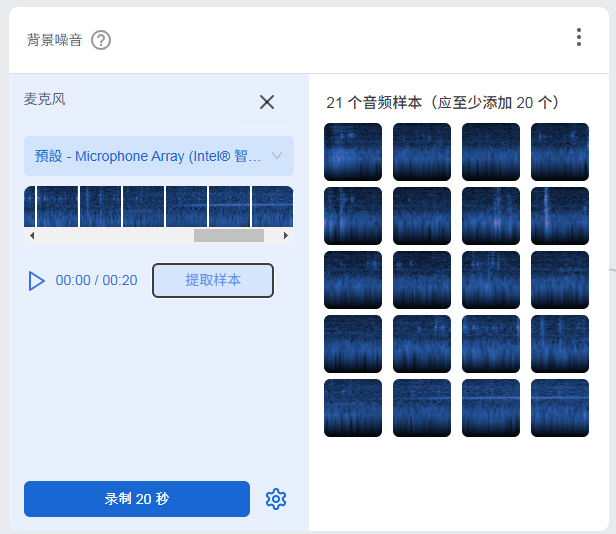 背景噪音
麦克风
預設 - Microphone Array (Intel® 智...
00:00 / 00:20
提取样本
录制 20 秒
21 个音频样本（应至少添加 20 个）